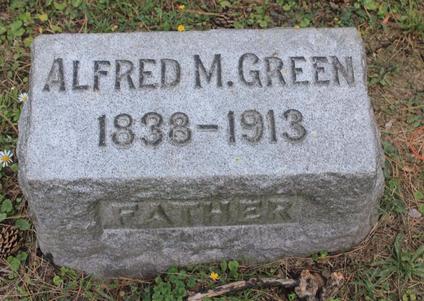 ALFRED M. GREEN
1838-1913
FATHER